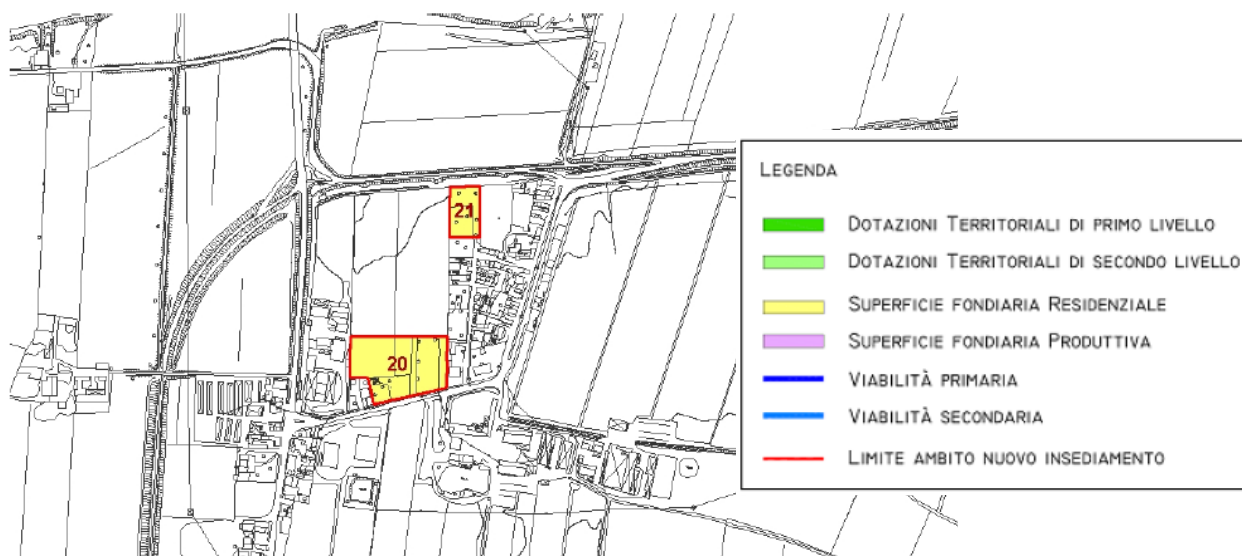 21
20
LEGENDA
DOTAZIONI TERRITORIALI DI PRIMO LIVELLO
DOTAZIONI TERRITORIALI DI SECONDO LIVELLO
SUPERFICIE FONDIARIA RESIDENZIALE
SUPERFICIE FONDIARIA PRODUTTIVA
VIABILITÀ PRIMARIA
VIABILITÀ SECONDARIA
LIMITE AMBITO NUOVO INSEDIAMENTO